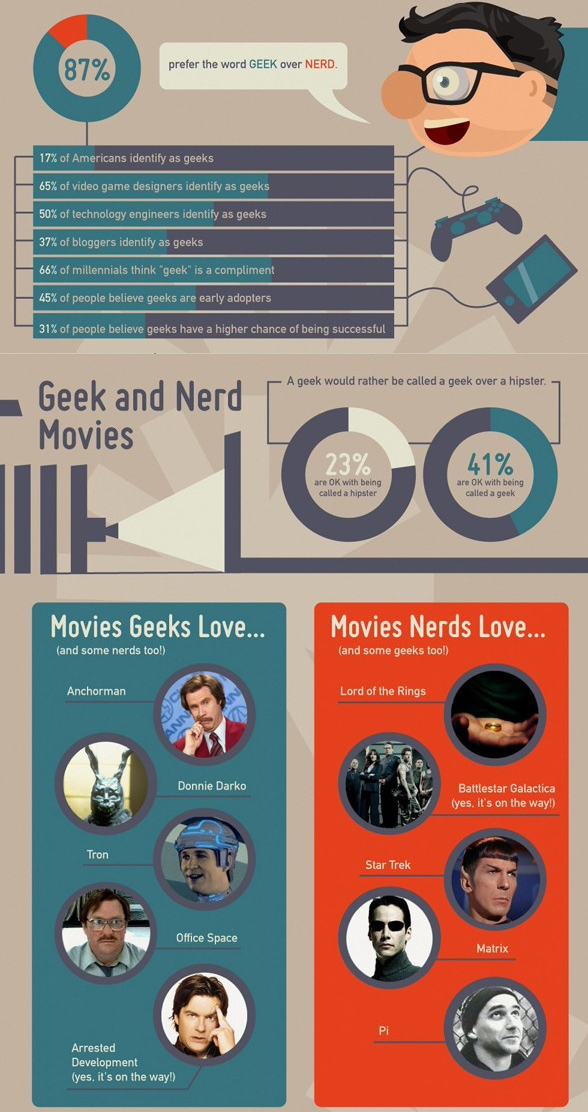 87%
prefer the word GEEK over NERD.
17% of Americans identify as geeks
65% of video game designers identify as geeks
50% of technology engineers identify as geeks
37% of bloggers identify as geeks
66% of millennials think "geek" is a compliment
45% of people believe geeks are early adopters
31% of people believe geeks have a higher chance of being successful
Geek and Nerd
Movies
A geek would rather be called a geek over a hipster.
23%
are OK with being
called a hipster
41%
are OK with being
called a geek
Movies Geeks Love...
(and some nerds too!)
Anchorman
Donnie Darko
Tron
Office Space
Arrested
Development
(yes, it's on the way!)
Movies Nerds Love...
(and some geeks too!)
Lord of the Rings
Battlestar Galactica
(yes, it's on the way!)
Star Trek
Matrix
Pi